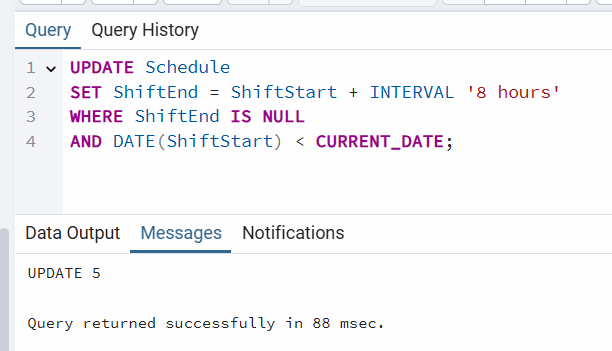 Query Query History
1 UPDATE Schedule
2 SET ShiftEnd = ShiftStart + INTERVAL '8 hours'
3 WHERE ShiftEnd IS NULL
4 AND DATE(ShiftStart) < CURRENT_DATE;
Data Output Messages Notifications
UPDATE 5
Query returned successfully in 88 msec.